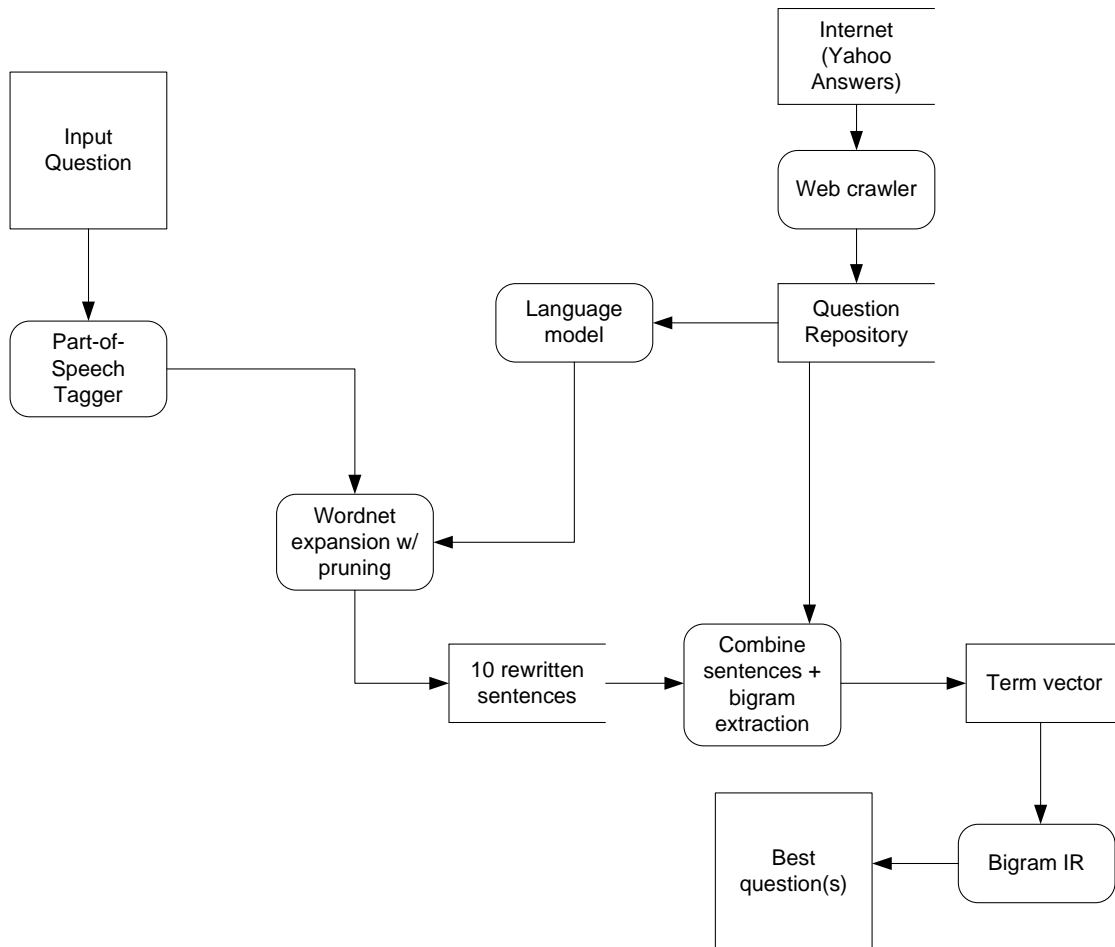 Internet
(Yahoo
Answers)
Input
Question
Web crawler
Language
model
Question
Repository
Part-of-
Speech
Tagger
Wordnet
expansion w/
pruning
10 rewritten
sentences
Combine
sentences +
bigram
extraction
Term vector
Best
question(s)
Bigram IR